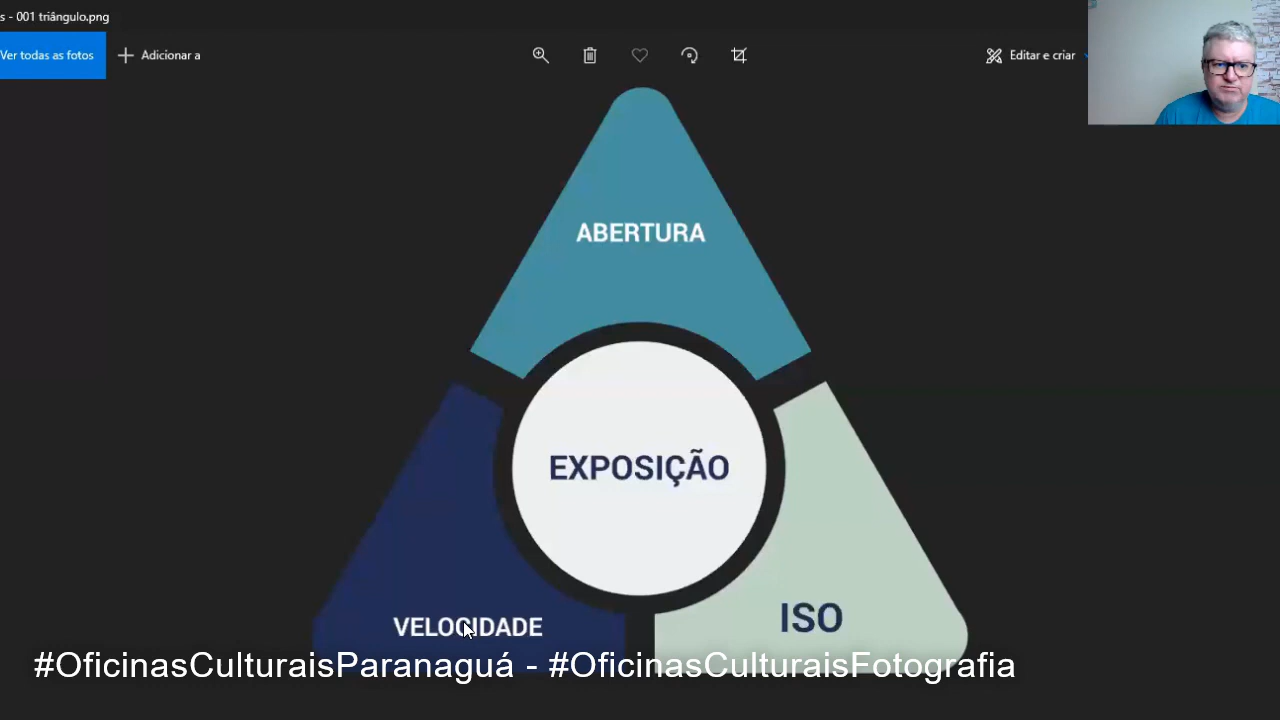 s - 001 triângulo.png
Ver todas as fotos
Adicionar a
Editar e criar
ABERTURA
EXPOSIÇÃO
VELOCIDADE
ISO
#OficinasCulturaisParanaguá - #OficinasCulturaisFotografia